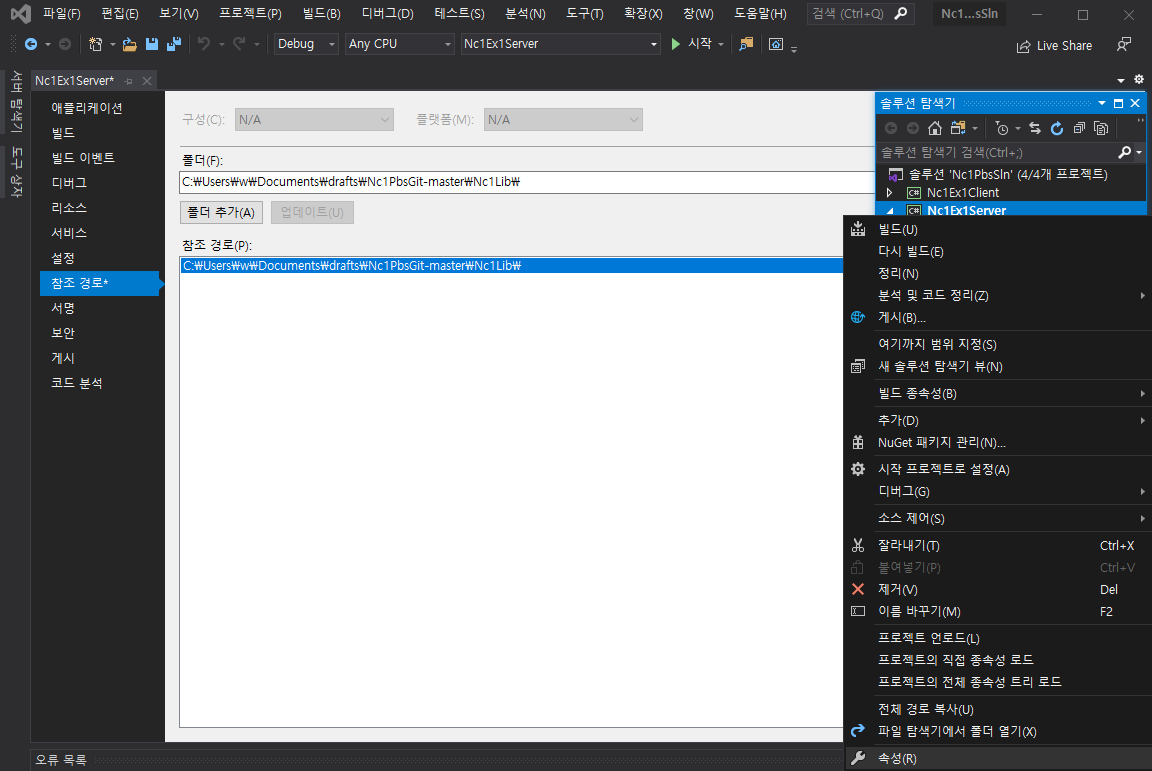 파일(F) 편집(E) 보기(V) 프로젝트(P) 빌드(B) 디버그(D) 테스트(S) 분석(N) 도구(T) 확장(X) 창(W) 도움말(H) 검색 (Ctrl+Q) Nc1...sSln
Debug Any CPU Nc1Ex1Server 시작 Live Share
서버 탐색기
도구 상자
Nc1Ex1Server*
애플리케이션
빌드
빌드 이벤트
디버그
리소스
서비스
설정
참조 경로*
서명
보안
게시
코드 분석
구성(C): N/A 플랫폼(M): N/A
폴더(F):
C:₩Users₩w₩Documents₩drafts₩Nc1PbsGit-master₩Nc1Lib₩
폴더 추가(A) 업데이트(U)
참조 경로(P):
C:₩Users₩w₩Documents₩drafts₩Nc1PbsGit-master₩Nc1Lib₩
솔루션 탐색기
솔루션 탐색기 검색(Ctrl+;)
솔루션 'Nc1PbsSln' (4/4개 프로젝트)
C# Nc1Ex1Client
C# Nc1Ex1Server
빌드(U)
다시 빌드(E)
정리(N)
분석 및 코드 정리(Z)
게시(B)...
여기까지 범위 지정(S)
새 솔루션 탐색기 뷰(N)
빌드 종속성(B)
추가(D)
NuGet 패키지 관리(N)...
시작 프로젝트로 설정(A)
디버그(G)
소스 제어(S)
잘라내기(T) Ctrl+X
붙여넣기(P) Ctrl+V
제거(V) Del
이름 바꾸기(M) F2
프로젝트 언로드(L)
프로젝트의 직접 종속성 로드
프로젝트의 전체 종속성 트리 로드
전체 경로 복사(U)
파일 탐색기에서 폴더 열기(X)
속성(R)
오류 목록